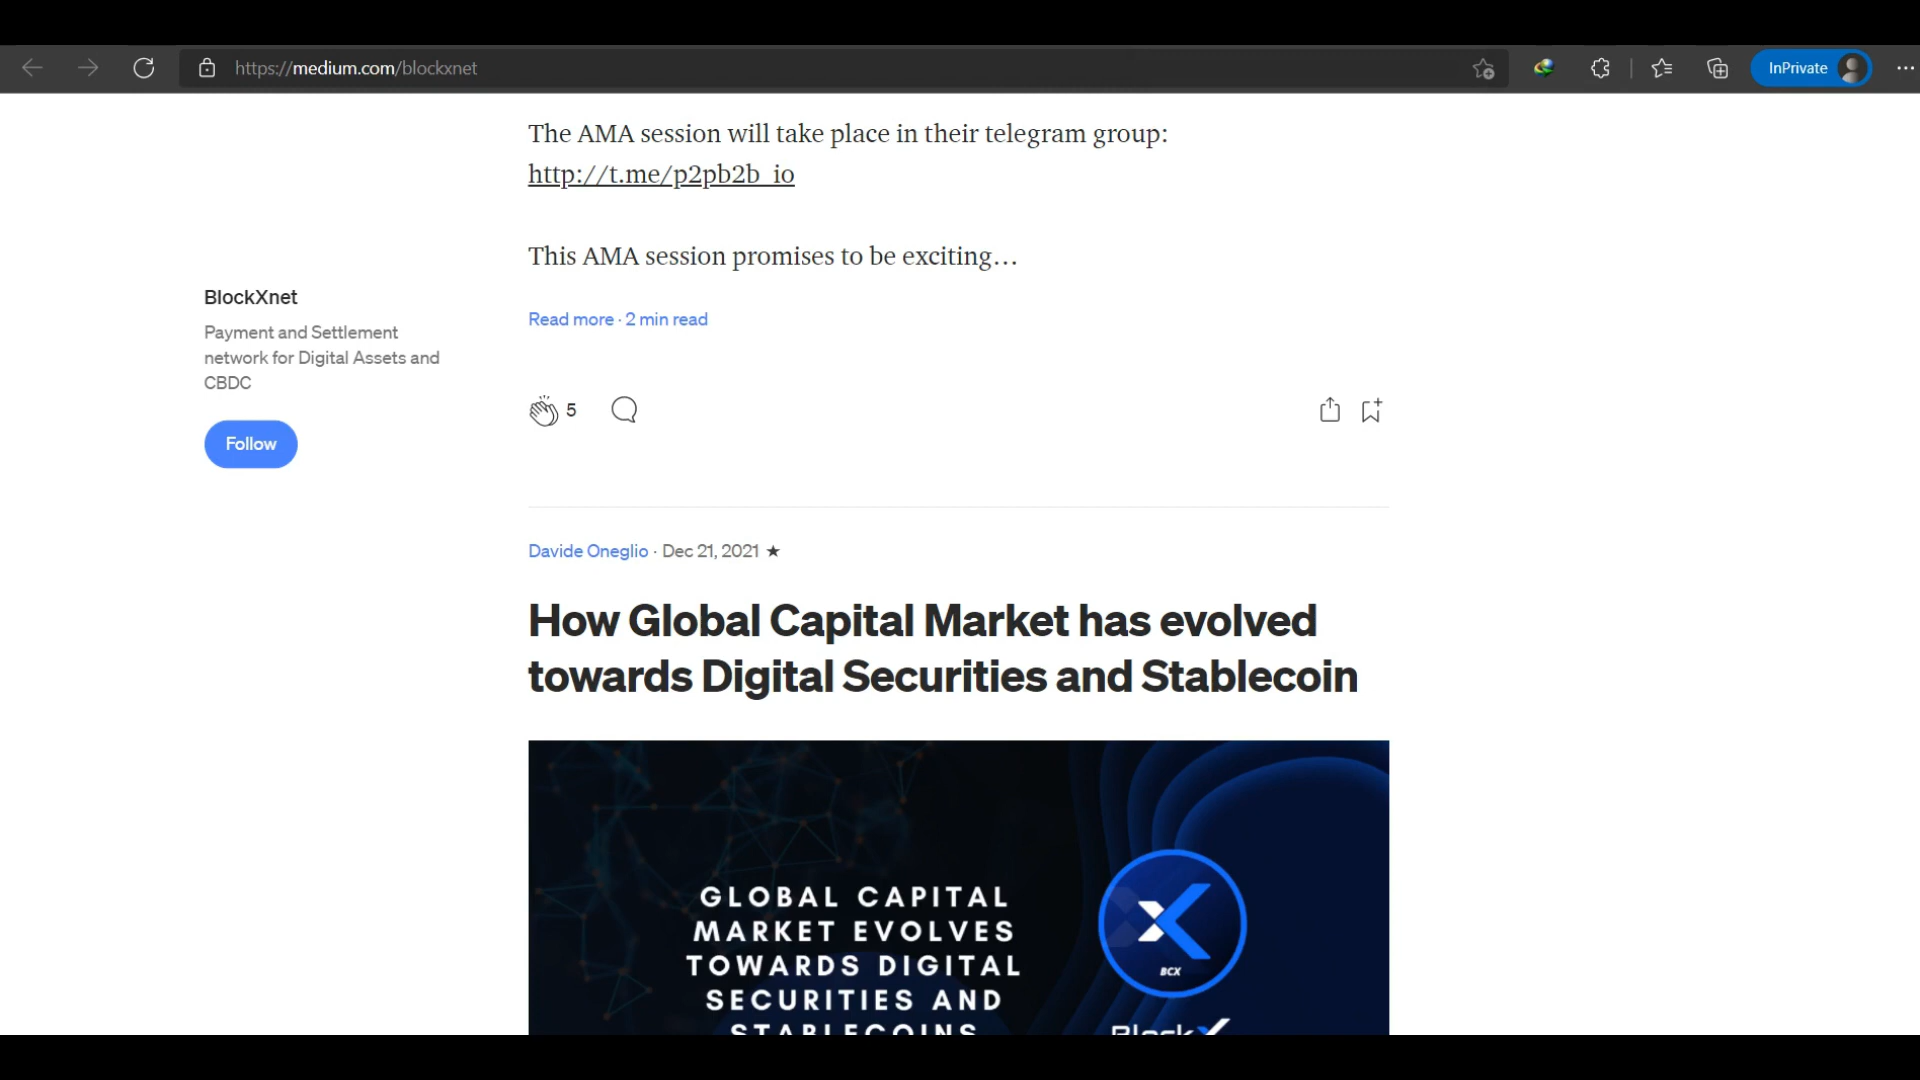 https://medium.com/blockxnet
InPrivate
The AMA session will take place in their telegram group:
http://t.me/p2pb2b_io
This AMA session promises to be exciting…
Read more · 2 min read
BlockXnet
Payment and Settlement
network for Digital Assets and
CBDC
Follow
5
Davide Oneglio · Dec 21, 2021 ★
How Global Capital Market has evolved
towards Digital Securities and Stablecoin
GLOBAL CAPITAL
MARKET EVOLVES
TOWARDS DIGITAL
SECURITIES AND
STABLECOINS
BCX
BlockX